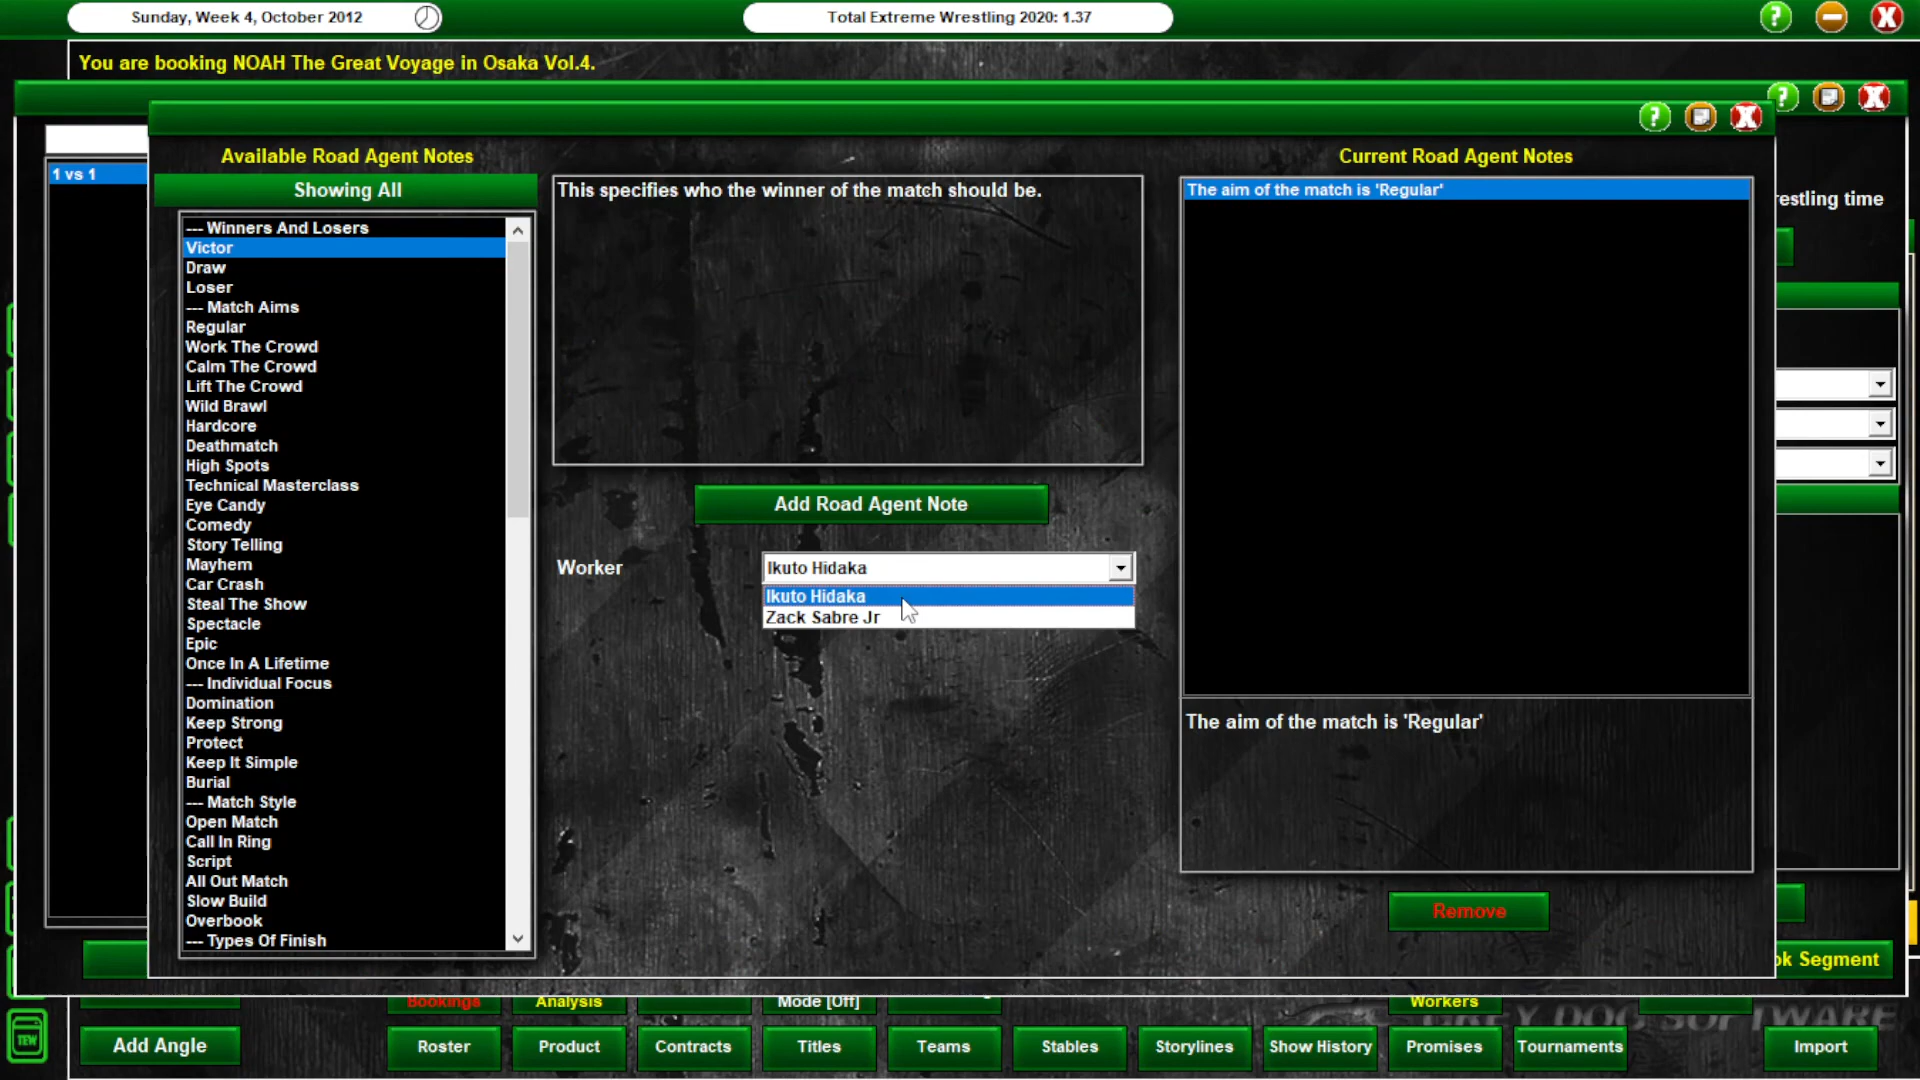 Sunday, Week 4, October 2012
Total Extreme Wrestling 2020: 1.37
You are booking NOAH The Great Voyage in Osaka Vol.4.
Available Road Agent Notes
Current Road Agent Notes
1 vs 1
Showing All
This specifies who the winner of the match should be.
The aim of the match is 'Regular'
restling time
--- Winners And Losers
Victor
Draw
Loser
--- Match Aims
Regular
Work The Crowd
Calm The Crowd
Lift The Crowd
Wild Brawl
Hardcore
Deathmatch
High Spots
Technical Masterclass
Eye Candy
Comedy
Story Telling
Mayhem
Car Crash
Steal The Show
Spectacle
Epic
Once In A Lifetime
--- Individual Focus
Domination
Keep Strong
Protect
Keep It Simple
Burial
--- Match Style
Open Match
Call In Ring
Script
All Out Match
Slow Build
Overbook
--- Types Of Finish
Add Road Agent Note
Worker
Ikuto Hidaka
Ikuto Hidaka
Zack Sabre Jr
The aim of the match is 'Regular'
Remove
ok Segment
Bookings
Analysis
Mode [Off]
Workers
GREY DOG SOFTWARE
TEW
Add Angle
Roster
Product
Contracts
Titles
Teams
Stables
Storylines
Show History
Promises
Tournaments
Import